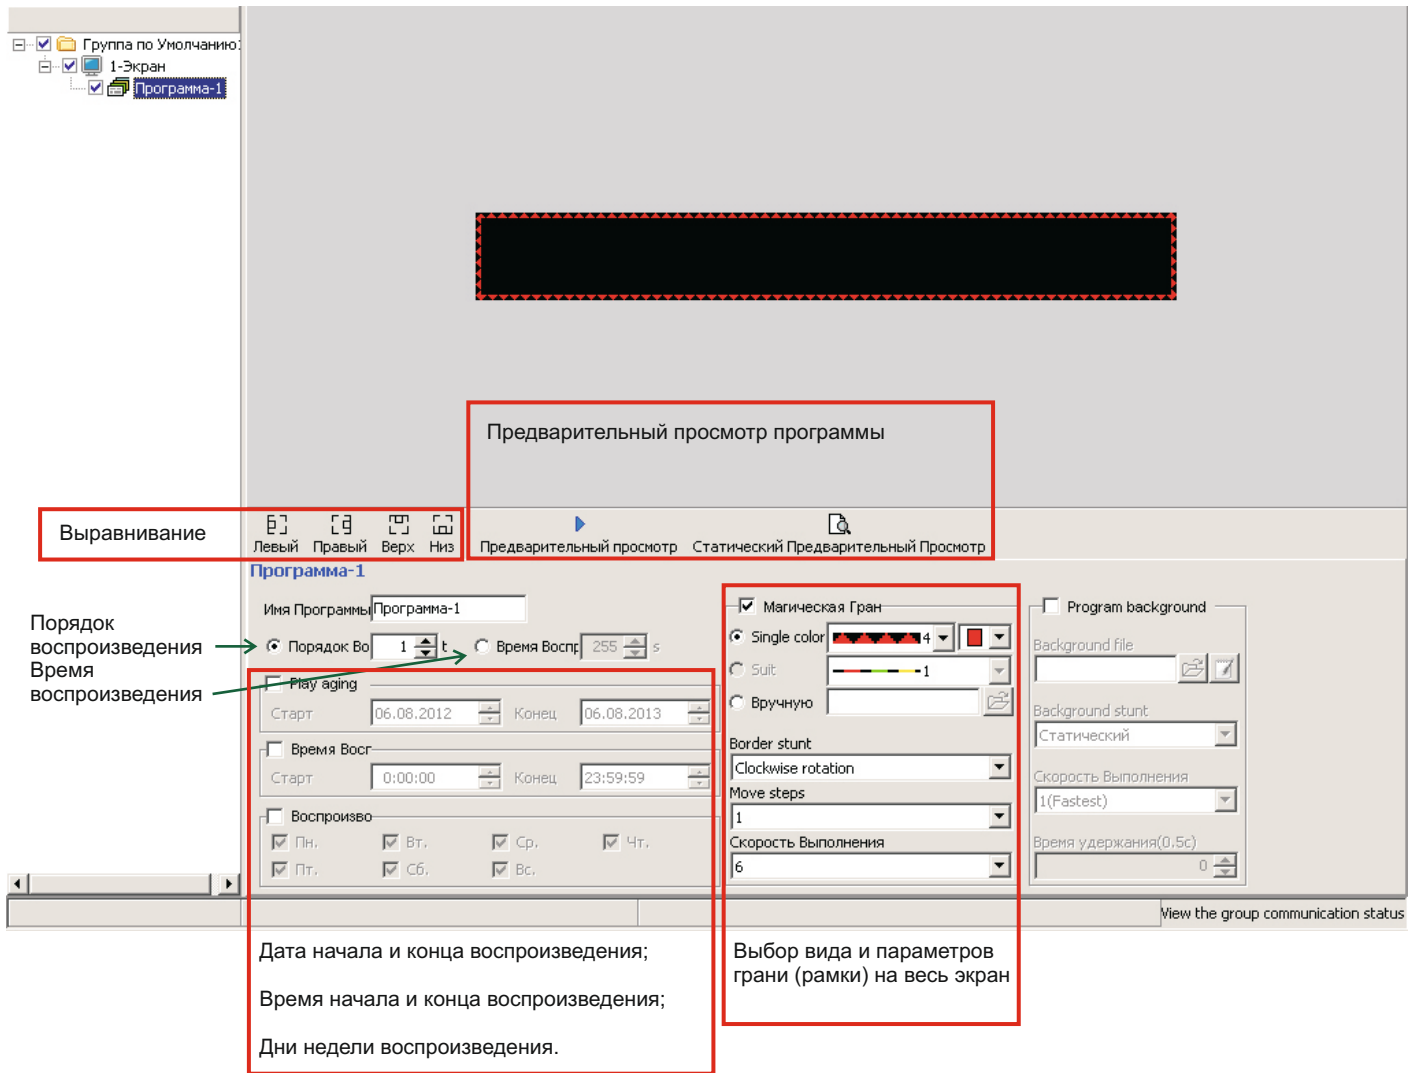 Группа по Умолчанию
1-Экран
Программа-1
Предварительный просмотр программы
Выравнивание
Левый Правый Верх Низ Предварительный просмотр Статический Предварительный Просмотр
Программа-1
Имя Программы Программа-1
Порядок
воспроизведения
Время
воспроизведения
Порядок Во 1 t Время Воспр 255 s
Play aging
Старт 06.08.2012 Конец 06.08.2013
Время Восг
Старт 0:00:00 Конец 23:59:59
Воспроизво
Пн. Вт. Ср. Чт.
Пт. Сб. Вс.
Магическая Гран
Single color 4
Suit 1
Вручную
Border stunt
Clockwise rotation
Move steps
1
Скорость Выполнения
6
Program background
Background file
Background stunt
Статический
Скорость Выполнения
1(Fastest)
Время удержания(0.5с)
0
View the group communication status
Дата начала и конца воспроизведения;
Время начала и конца воспроизведения;
Дни недели воспроизведения.
Выбор вида и параметров
грани (рамки) на весь экран